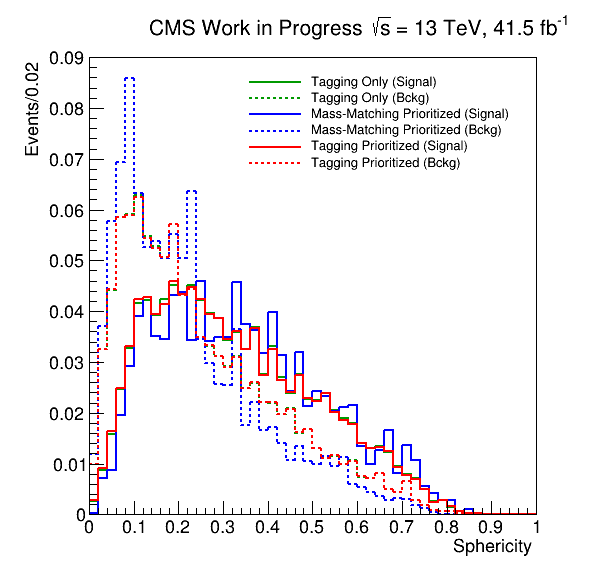 CMS Work in Progress √s = 13 TeV, 41.5 fb⁻¹
Events/0.02
0.09
0.08
0.07
0.06
0.05
0.04
0.03
0.02
0.01
0
Tagging Only (Signal)
Tagging Only (Bckg)
Mass-Matching Prioritized (Signal)
Mass-Matching Prioritized (Bckg)
Tagging Prioritized (Signal)
Tagging Prioritized (Bckg)
0 0.1 0.2 0.3 0.4 0.5 0.6 0.7 0.8 0.9 1
Sphericity